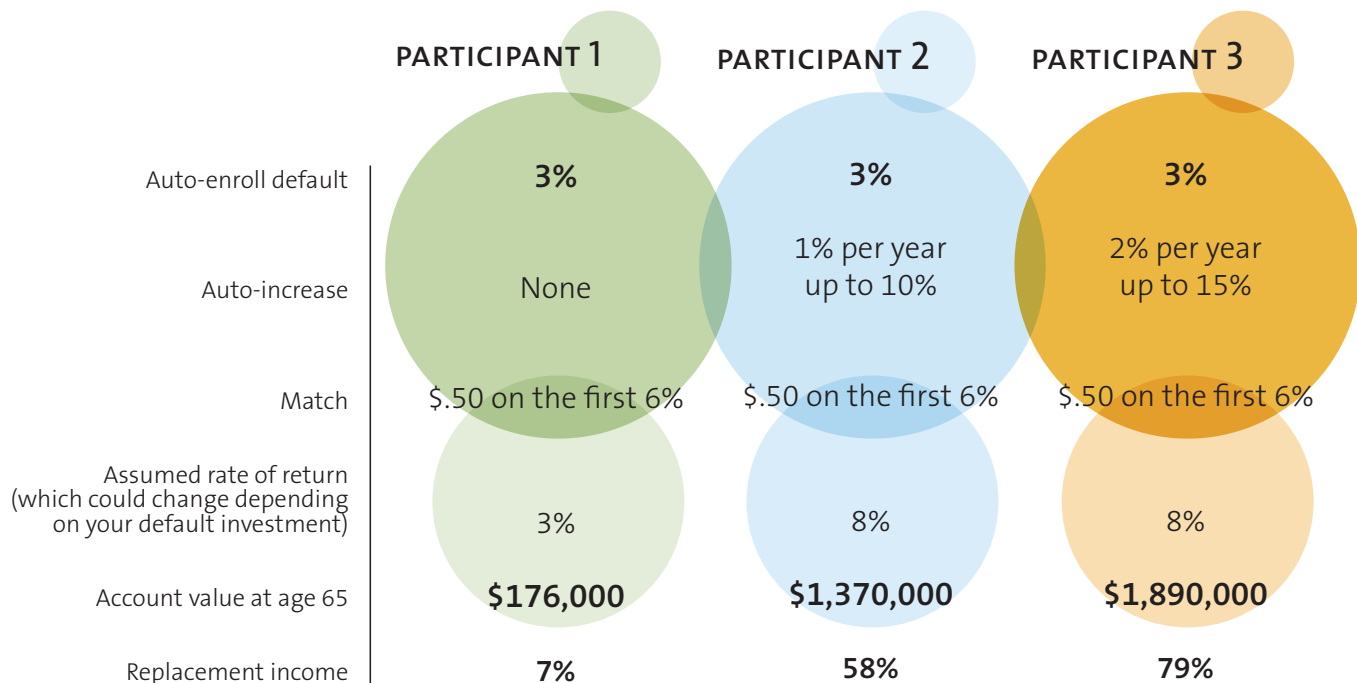 PARTICIPANT 1 PARTICIPANT 2 PARTICIPANT 3
Auto-enroll default 3% 3% 3%
1% per year 2% per year
Auto-increase None up to 10% up to 15%
Match $.50 on the first 6% $.50 on the first 6% $.50 on the first 6%
Assumed rate of return
(which could change depending
on your default investment) 3% 8% 8%
Account value at age 65 $176,000 $1,370,000 $1,890,000
Replacement income 7% 58% 79%